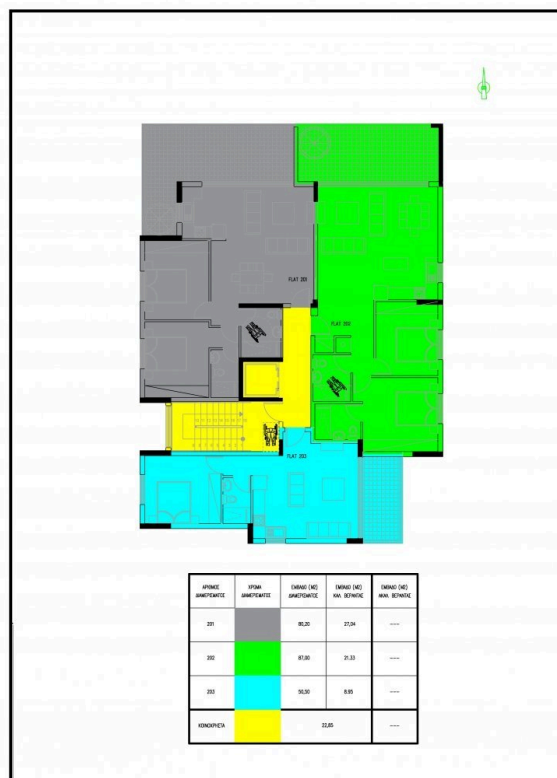 FLAT 201
FLAT 202
FLAT 203
ΑΡΙΘΜΟΣ ΔΙΑΜΕΡΙΣΜΑΤΟΣ
ΧΡΩΜΑ ΔΙΑΜΕΡΙΣΜΑΤΟΣ
ΕΜΒΑΔΟ (M2) ΔΙΑΜΕΡΙΣΜΑΤΟΣ
ΕΜΒΑΔΟ (M2) ΚΑΛ. ΒΕΡΑΝΤΑΣ
ΕΜΒΑΔΟ (M2) ΑΚΑΛ. ΒΕΡΑΝΤΑΣ
201 80,20 27,04 ---
202 87,00 21,33 ---
203 50,50 8,95 ---
ΚΟΙΝΟΧΡΗΣΤΑ 22,85 ---